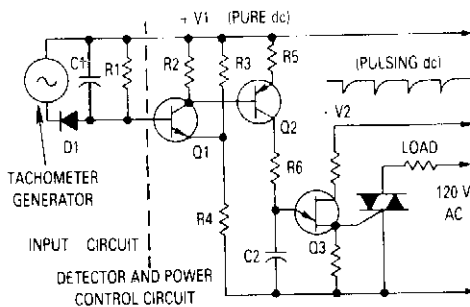 + V1 (PURE dc)
C1
R1
R2
R3
R5
(PULSING dc)
V2
D1
Q1
Q2
TACHOMETER
GENERATOR
R6
LOAD
120 V
AC
R4
INPUT CIRCUIT
C2
Q3
DETECTOR AND POWER
CONTROL CIRCUIT